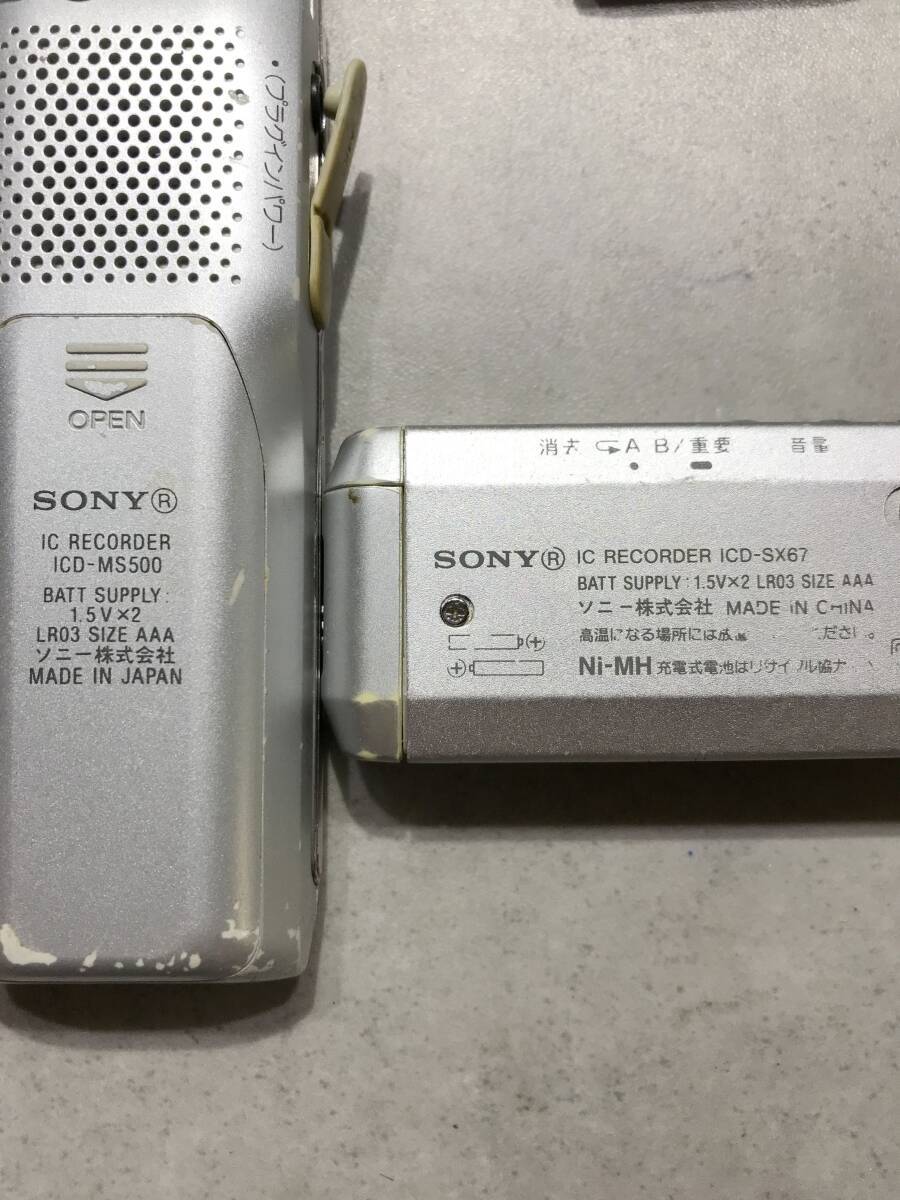 •(プラグインパワー)
OPEN
SONY®
IC RECORDER
ICD-MS500
BATT SUPPLY:
1.5V×2
LR03 SIZE AAA
ソニー株式会社
MADE IN JAPAN
消去 A B/重要 音量
SONY® IC RECORDER ICD-SX67
BATT SUPPLY: 1.5V×2 LR03 SIZE AAA
ソニー株式会社 MADE IN CHINA
高温になる場所には ださい。
Ni-MH 充電式電池はリサイクル協